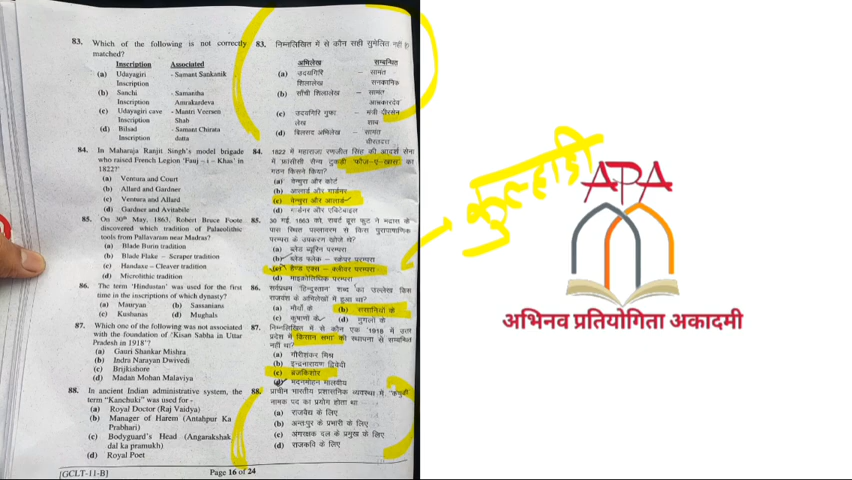 83. Which of the following is not correctly matched?
Inscription Associated
(a) Udayagiri Inscription - Samant Sankanik
(b) Sanchi Inscription - Samantha Amrakardeva
(c) Udayagiri cave - Mantri Veersen Shah
(d) Bilsad Inscription - Samant Chirata dutta
84. In Maharaja Ranjit Singh's model brigade
who raised French Legion 'Fauj – i – Khas' in
1822?
(a) Ventura and Court
(b) Allard and Gardner
(c) Ventura and Allard
(d) Gardner and Avitabile
85. On 30th May, 1863, Robert Bruce Foote
discovered which tradition of Palaeolithic
tools from Pallavaram near Madras?
(a) Blade Burin tradition
(b) Blade Flake – Scraper tradition
(c) Handaxe – Cleaver tradition
(d) Microlithic tradition
86. The term 'Hindustan' was used for the first
time in the inscriptions of which dynasty?
(a) Mauryan (b) Sassanians
(c) Kushanas (d) Mughals
87. Which one of the following was not associated
with the foundation of 'Kisan Sabha in Uttar
Pradesh in 1918'?
(a) Gauri Shankar Mishra
(b) Indra Narayan Dwivedi
(c) Brijkishore
(d) Madan Mohan Malaviya
88. In ancient Indian administrative system, the
term "Kanchuki" was used for -
(a) Royal Doctor (Raj Vaidya)
(b) Manager of Harem (Antahpur Ka
Prabhari)
(c) Bodyguard's Head (Angarakshak
dal ka pramukh)
(d) Royal Poet
83. निम्नलिखित में से कौन सही सुमेलित नहीं है
अभिलेख सम्बन्धित
(a) उदयगिरि शिलालेख – सामंत सनकानिक
(b) साँची शिलालेख – सामंत आम्रकारदेव
(c) उदयगिरि गुफा लेख – मंत्री वीरसेन साब
(d) बिलसद अभिलेख – सामंत
84. 1822 में महाराजा रणजीत सिंह की आदर्श सेना
में फ्रांसीसी सैन्य टुकड़ी 'फौज-ए-खास' का
गठन किसने किया?
(a) वेन्चुरा और कोर्ट
(b) आलार्ड और गार्डनर
(c) वेन्चुरा और आलार्ड
(d) गार्डनर और एविटेबाइल
85. 30 मई, 1863 को रॉबर्ट ब्रूस फूट ने मद्रास के
पास स्थित पल्लावरम से किस पुरापाषाणिक
परम्परा के उपकरण खोजे थे?
(a) ब्लेड ब्यूरिन परम्परा
(b) ब्लेड फ्लेक – स्क्रेपर परम्परा
(c) हैण्ड एक्स – क्लीवर परम्परा
(d) माइक्रोलिथिक परम्परा
86. सर्वप्रथम 'हिन्दुस्तान' शब्द का उल्लेख किस
राजवंश के अभिलेखों में हुआ था?
(a) मौर्यों के (b) ससानियों के
(c) कुषाणों के (d) मुगलों के
87. निम्नलिखित में से कौन एक '1918 में उत्तर
प्रदेश में किसान सभा' की स्थापना से सम्बन्धित
नहीं था?
(a) गौरीशंकर मिश्र
(b) इन्द्रनारायण द्विवेदी
(c) ब्रजकिशोर
(d) मदनमोहन मालवीय
88. प्राचीन भारतीय प्रशासनिक व्यवस्था में, 'कंचुकी'
नामक पद का प्रयोग होता था
(a) राजवैद्य के लिए
(b) अन्तःपुर के प्रभारी के लिए
(c) अंगरक्षक दल के प्रमुख के लिए
(d) राजकवि के लिए
[GCLT-11-B] Page 16 of 24
कुल्हाड़ी
APA
अभिनव प्रतियोगिता अकादमी